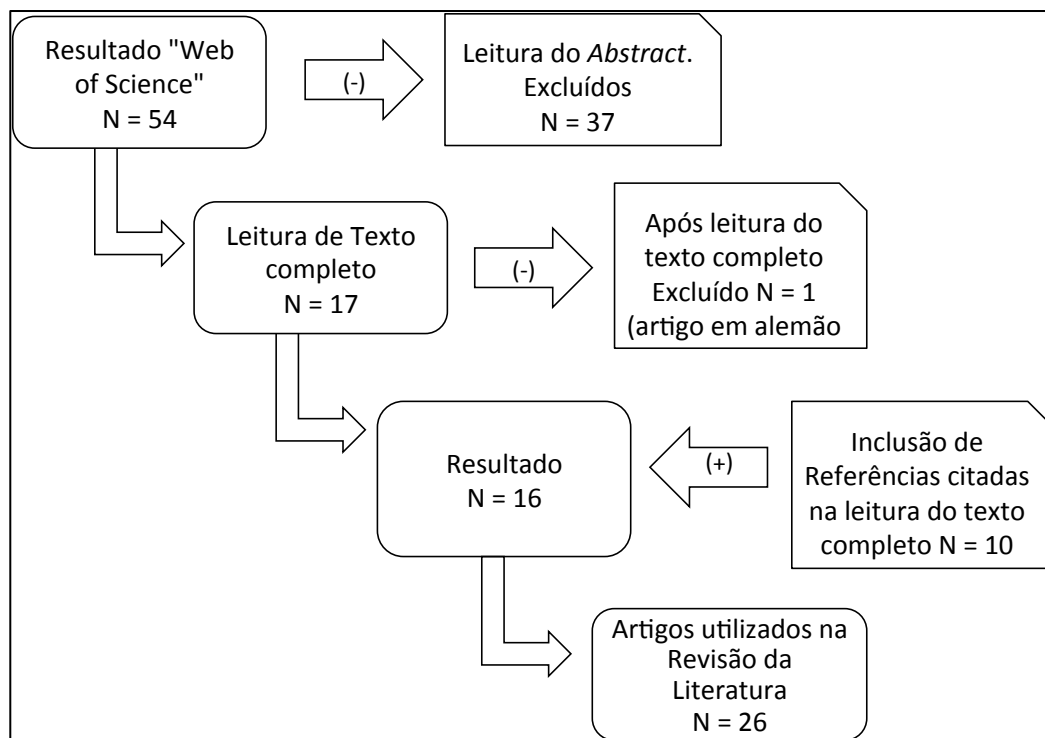 Resultado "Web
of Science"
N = 54
(-)
Leitura do Abstract.
Excluídos
N = 37
Leitura de Texto
completo
N = 17
(-)
Após leitura do
texto completo
Excluído N = 1
(artigo em alemão
Resultado
N = 16
(+)
Inclusão de
Referências citadas
na leitura do texto
completo N = 10
Artigos utilizados na
Revisão da
Literatura
N = 26